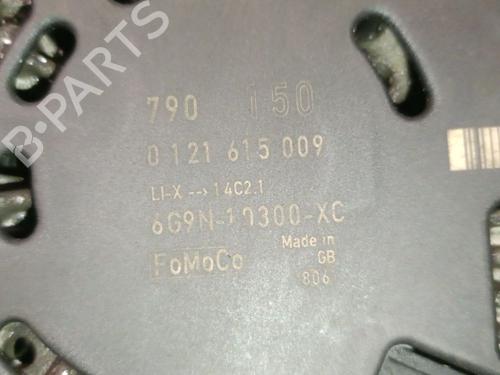 B-PARTS
790 150
0 121 615 009
LI-X --> 14C2.1
6G9N-10300-XC
FoMoCo
Made in
GB
806